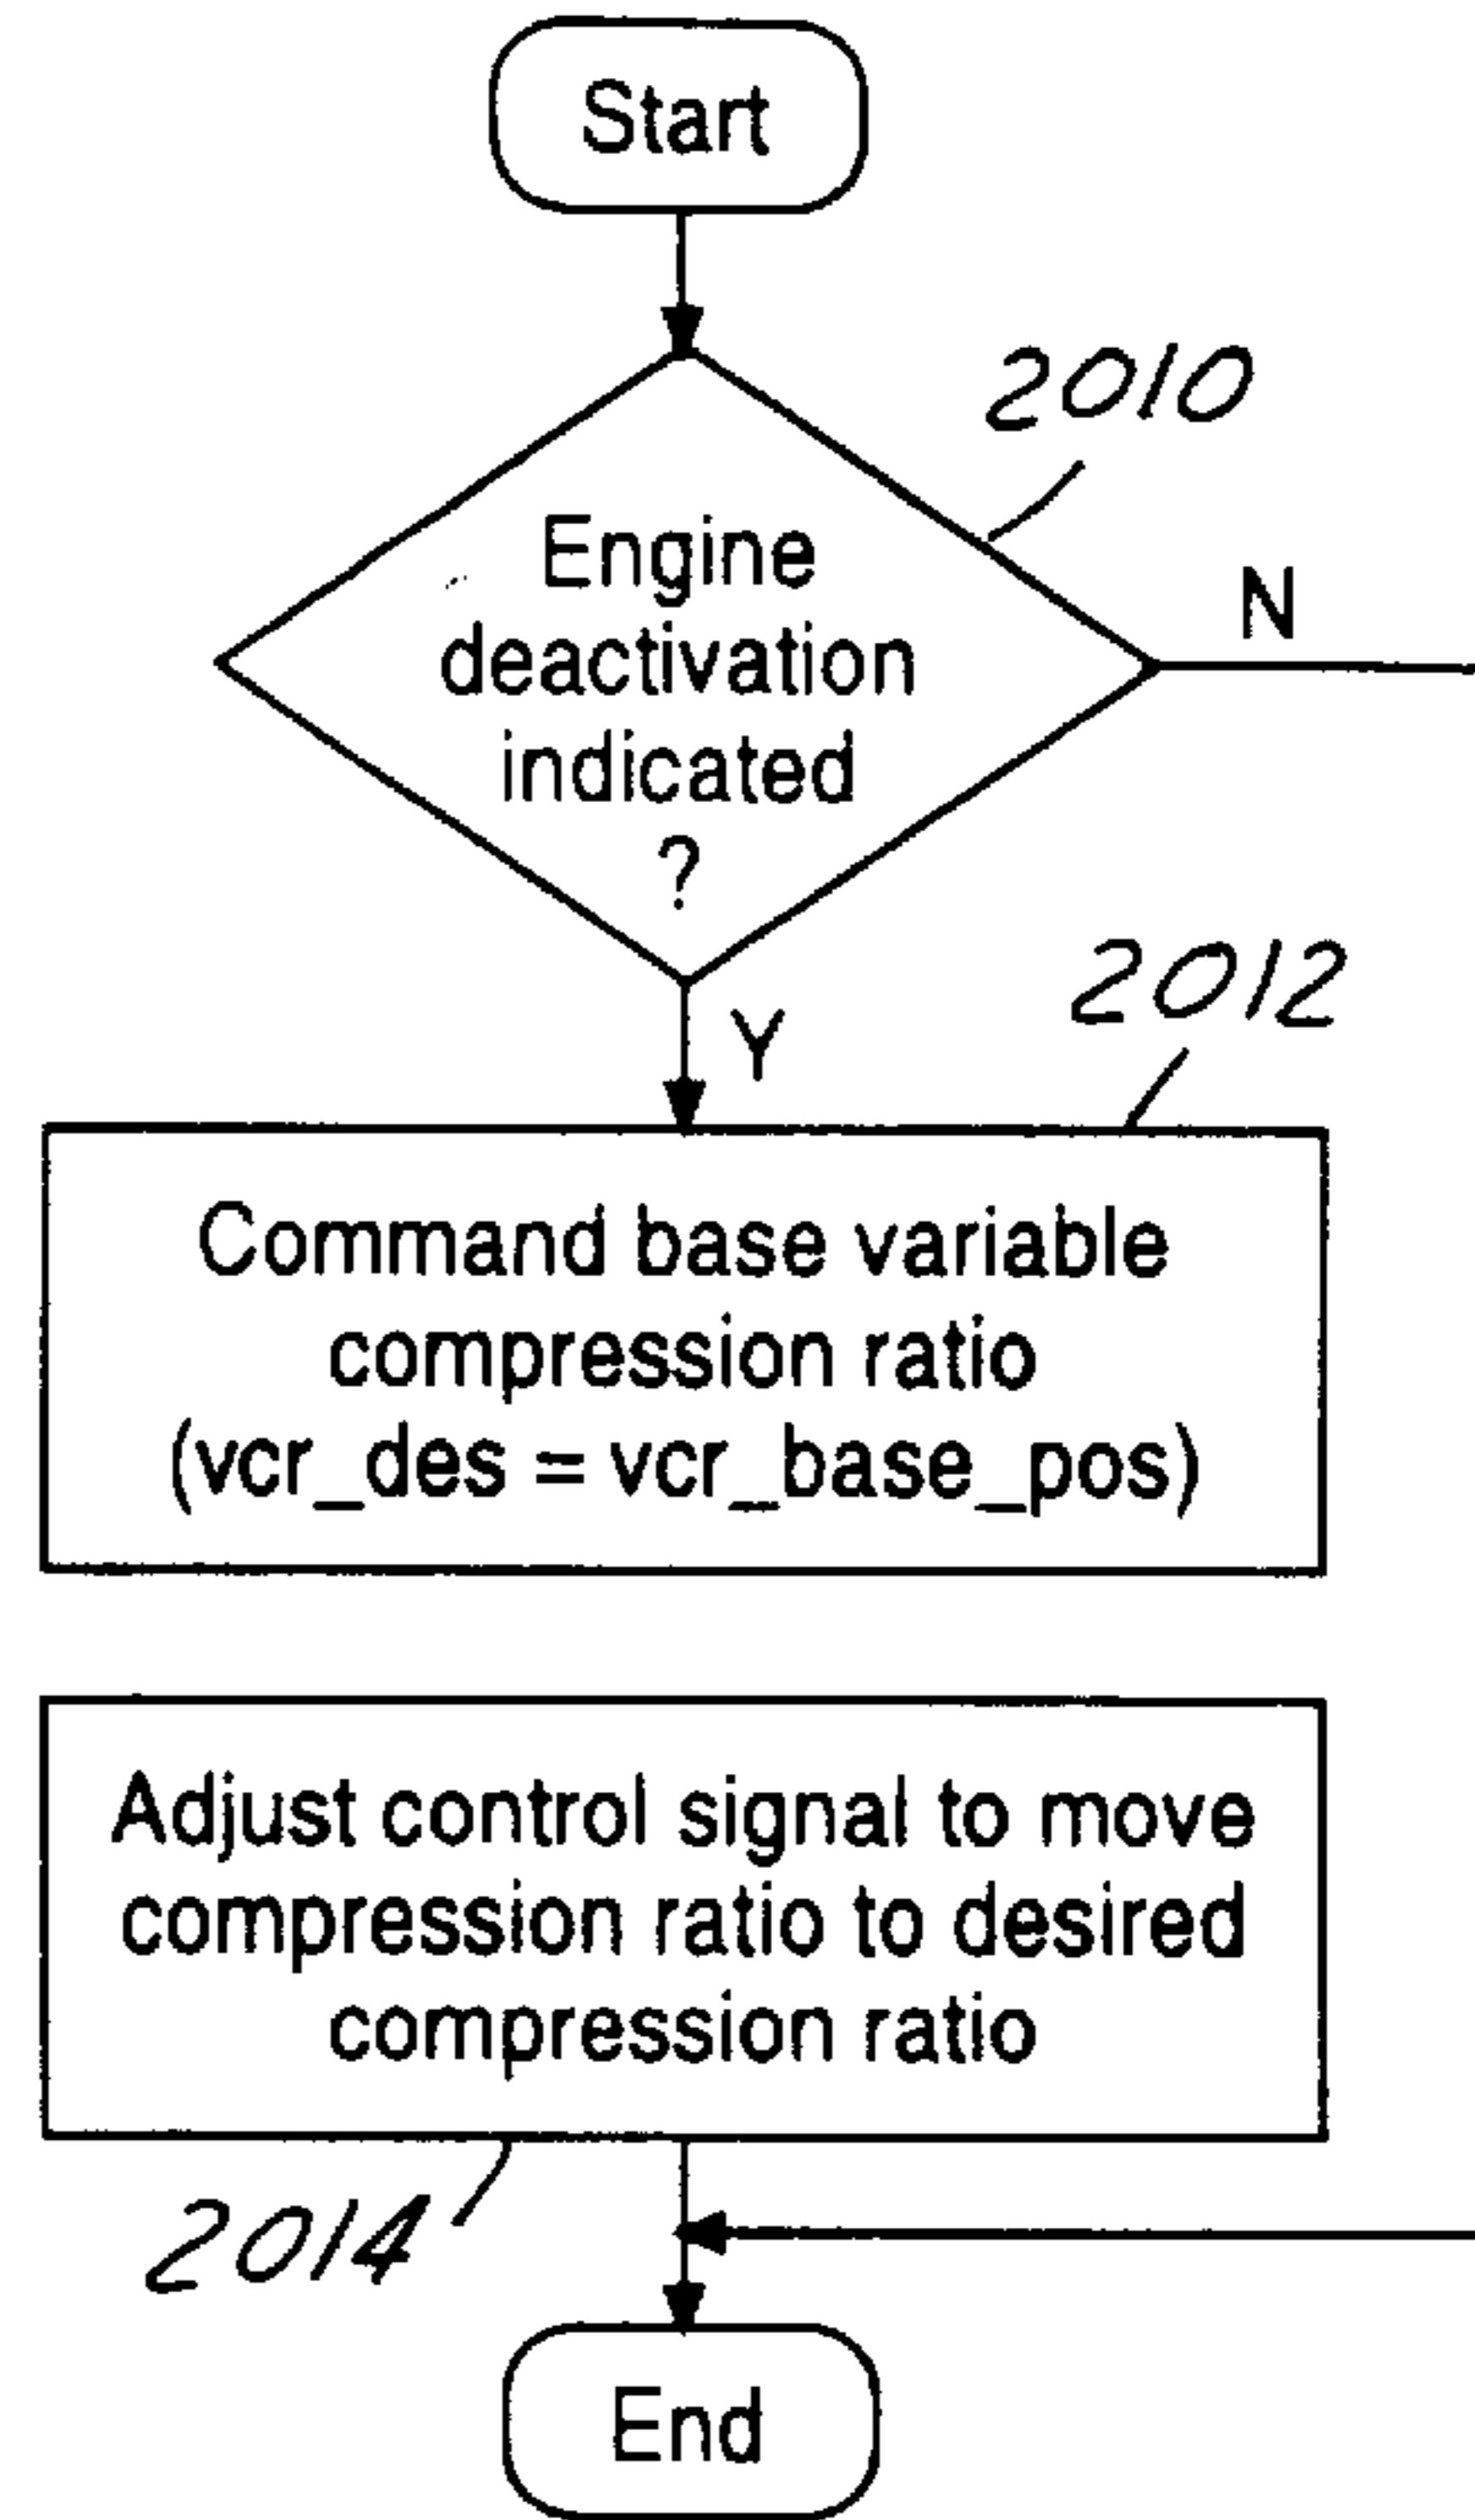 Start
2010
Engine
deactivation
indicated
?
N
Y
2012
Command base variable
compression ratio
(vcr_des = vcr_base_pos)
Adjust control signal to move
compression ratio to desired
compression ratio
2014
End